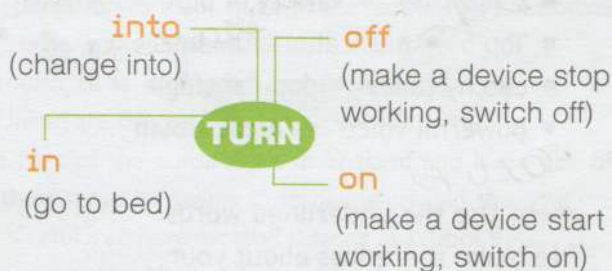 into
(change into)
off
(make a device stop
working, switch off)
TURN
in
(go to bed)
on
(make a device start
working, switch on)